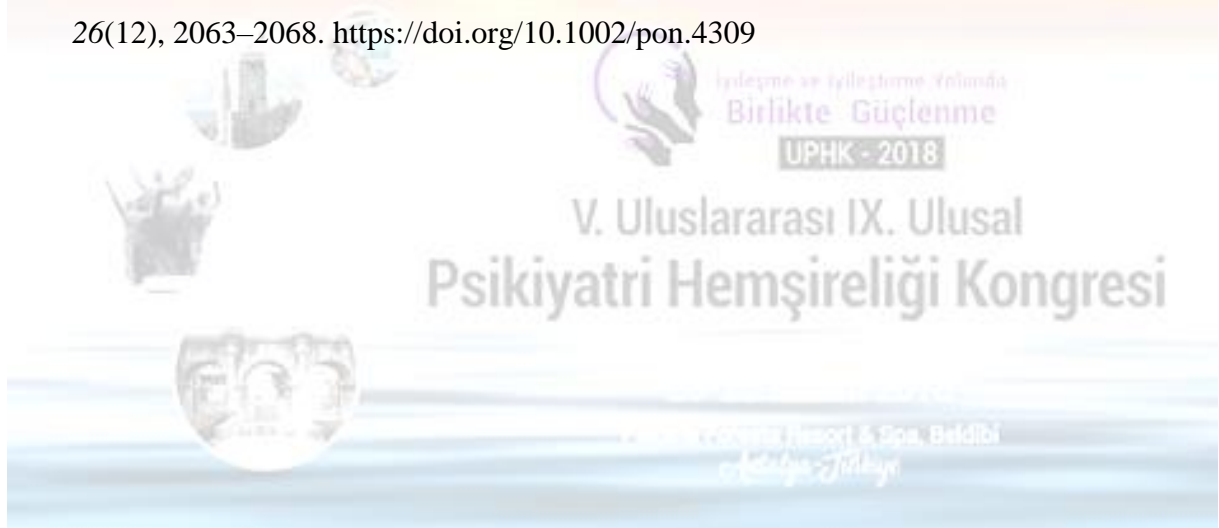 26(12), 2063–2068. https://doi.org/10.1002/pon.4309
İyileşme ve İyileştirme Yolunda
Birlikte Güçlenme
UPHK - 2018
V. Uluslararası IX. Ulusal
Psikiyatri Hemşireliği Kongresi
Resort & Spa, Beldibi
Antalya-Türkiye